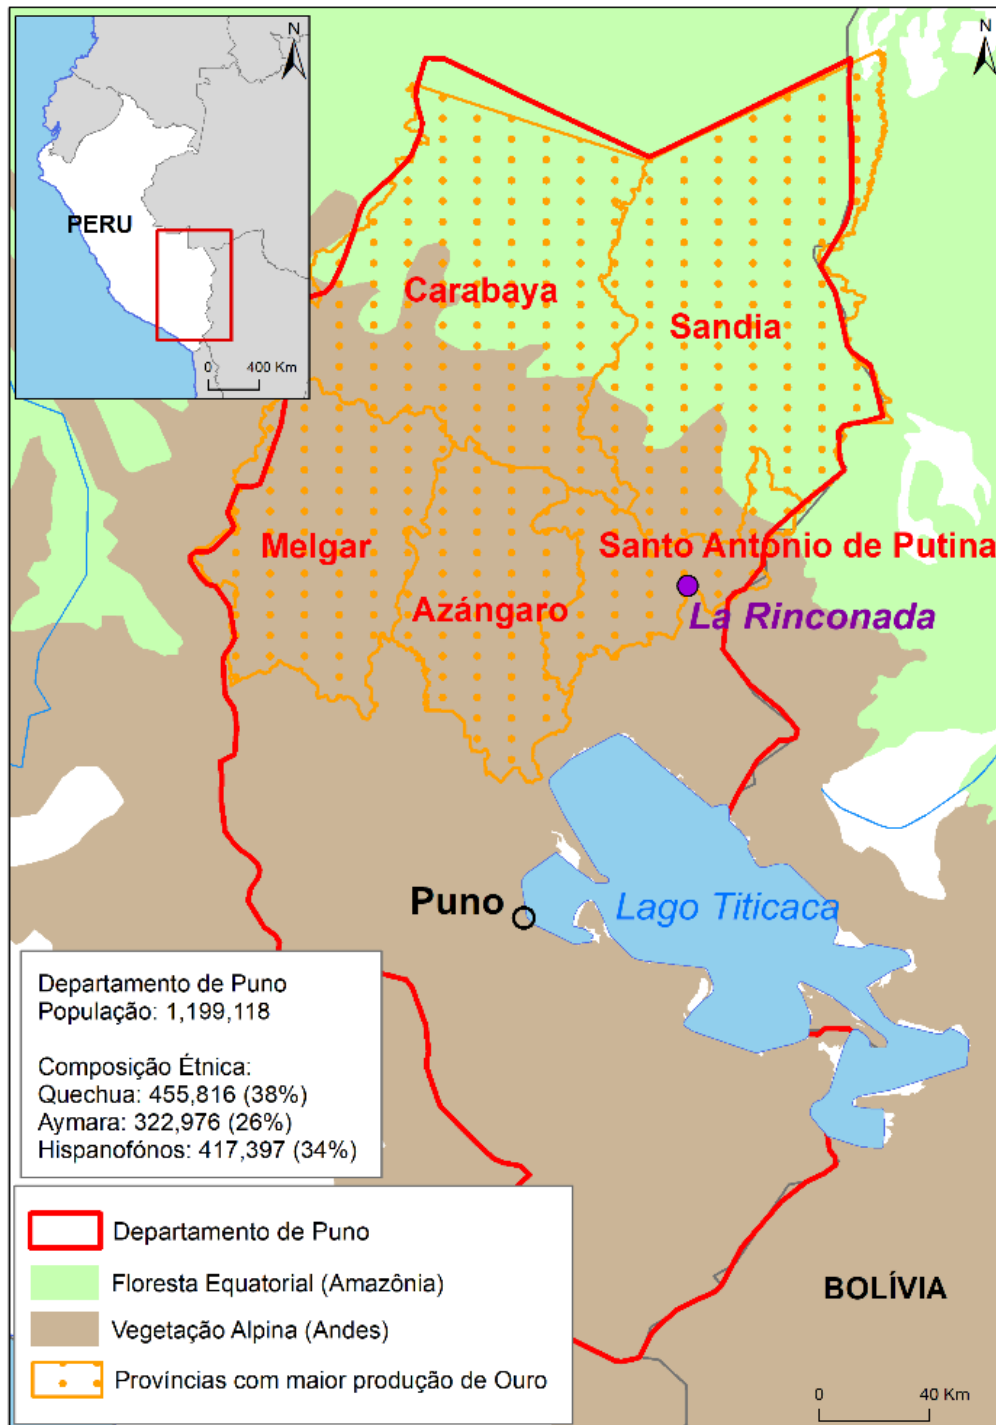 N
PERU
0 400 Km
N
Carabaya
Sandia
Melgar
Santo Antonio de Putina
Azángaro
La Rinconada
Puno
Lago Titicaca
Departamento de Puno
População: 1,199,118
Composição Étnica:
Quechua: 455,816 (38%)
Aymara: 322,976 (26%)
Hispanofónos: 417,397 (34%)
Departamento de Puno
Floresta Equatorial (Amazônia)
Vegetação Alpina (Andes)
Províncias com maior produção de Ouro
BOLÍVIA
0 40 Km